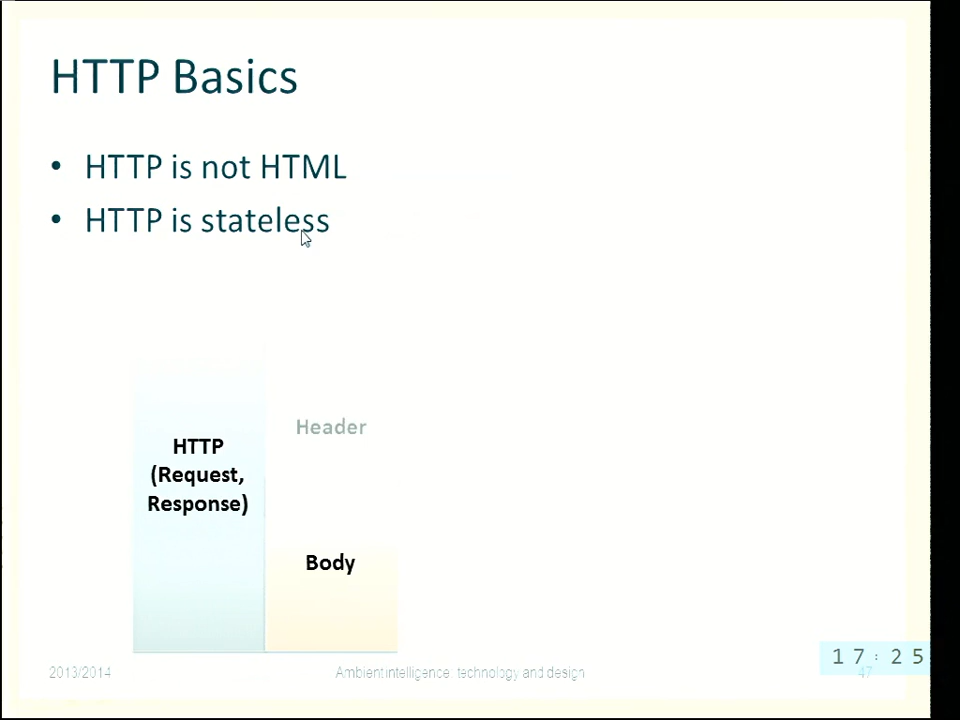 HTTP Basics
• HTTP is not HTML
• HTTP is stateless
Header
HTTP
(Request,
Response)
Body
2013/2014
Ambient intelligence: technology and design
47
17:25